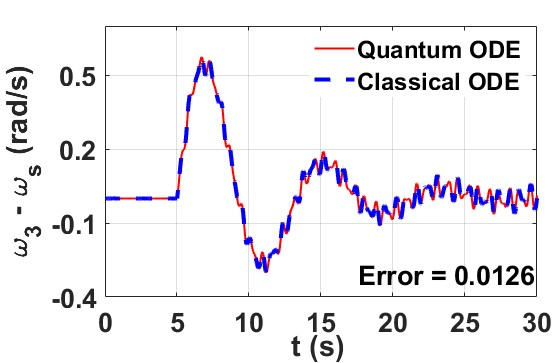 Quantum ODE
Classical ODE
ω3 - ωs (rad/s)
0.5
0.2
-0.1
-0.4
Error = 0.0126
0 5 10 15 20 25 30
t (s)